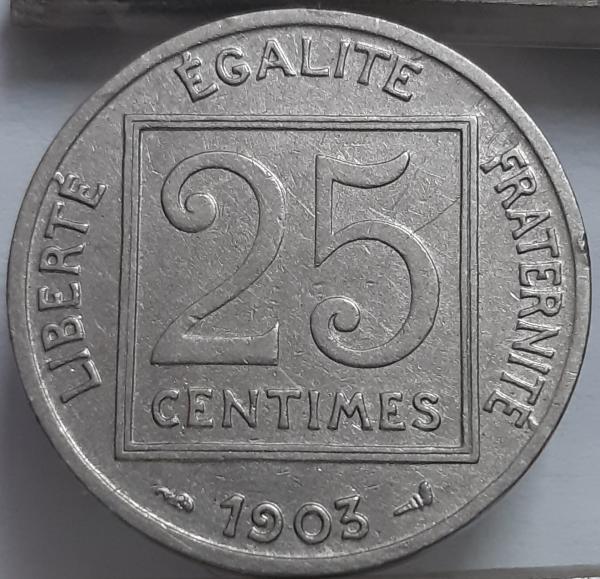 LIBERTÉ
ÉGALITÉ
FRATERNITÉ
25
CENTIMES
1903